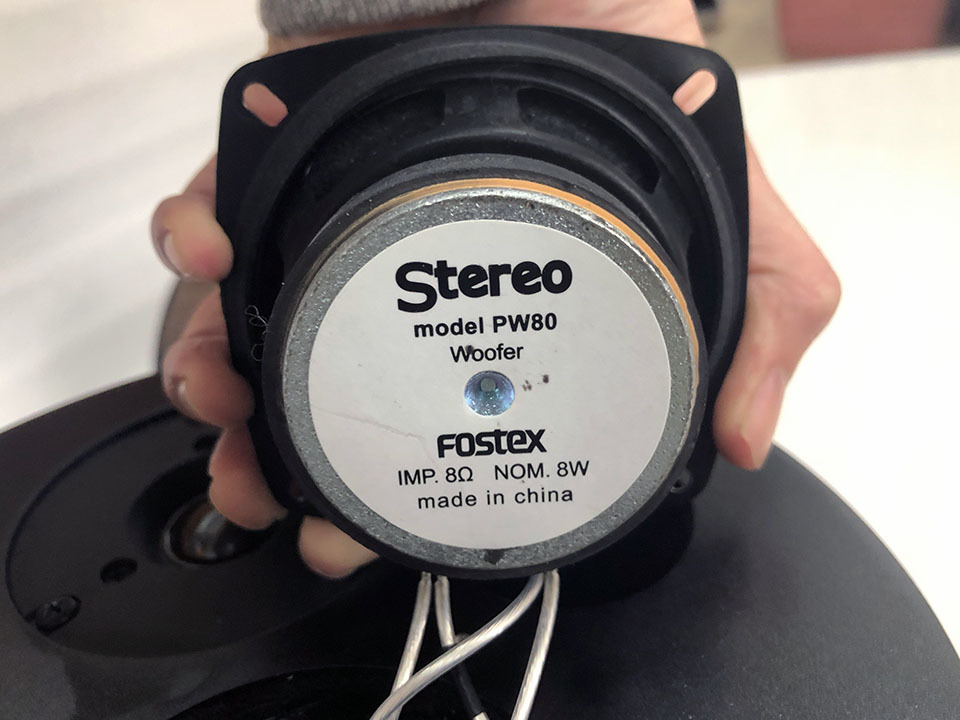 Stereo
model PW80
Woofer
FOSTEX
IMP. 8Ω NOM. 8W
made in china